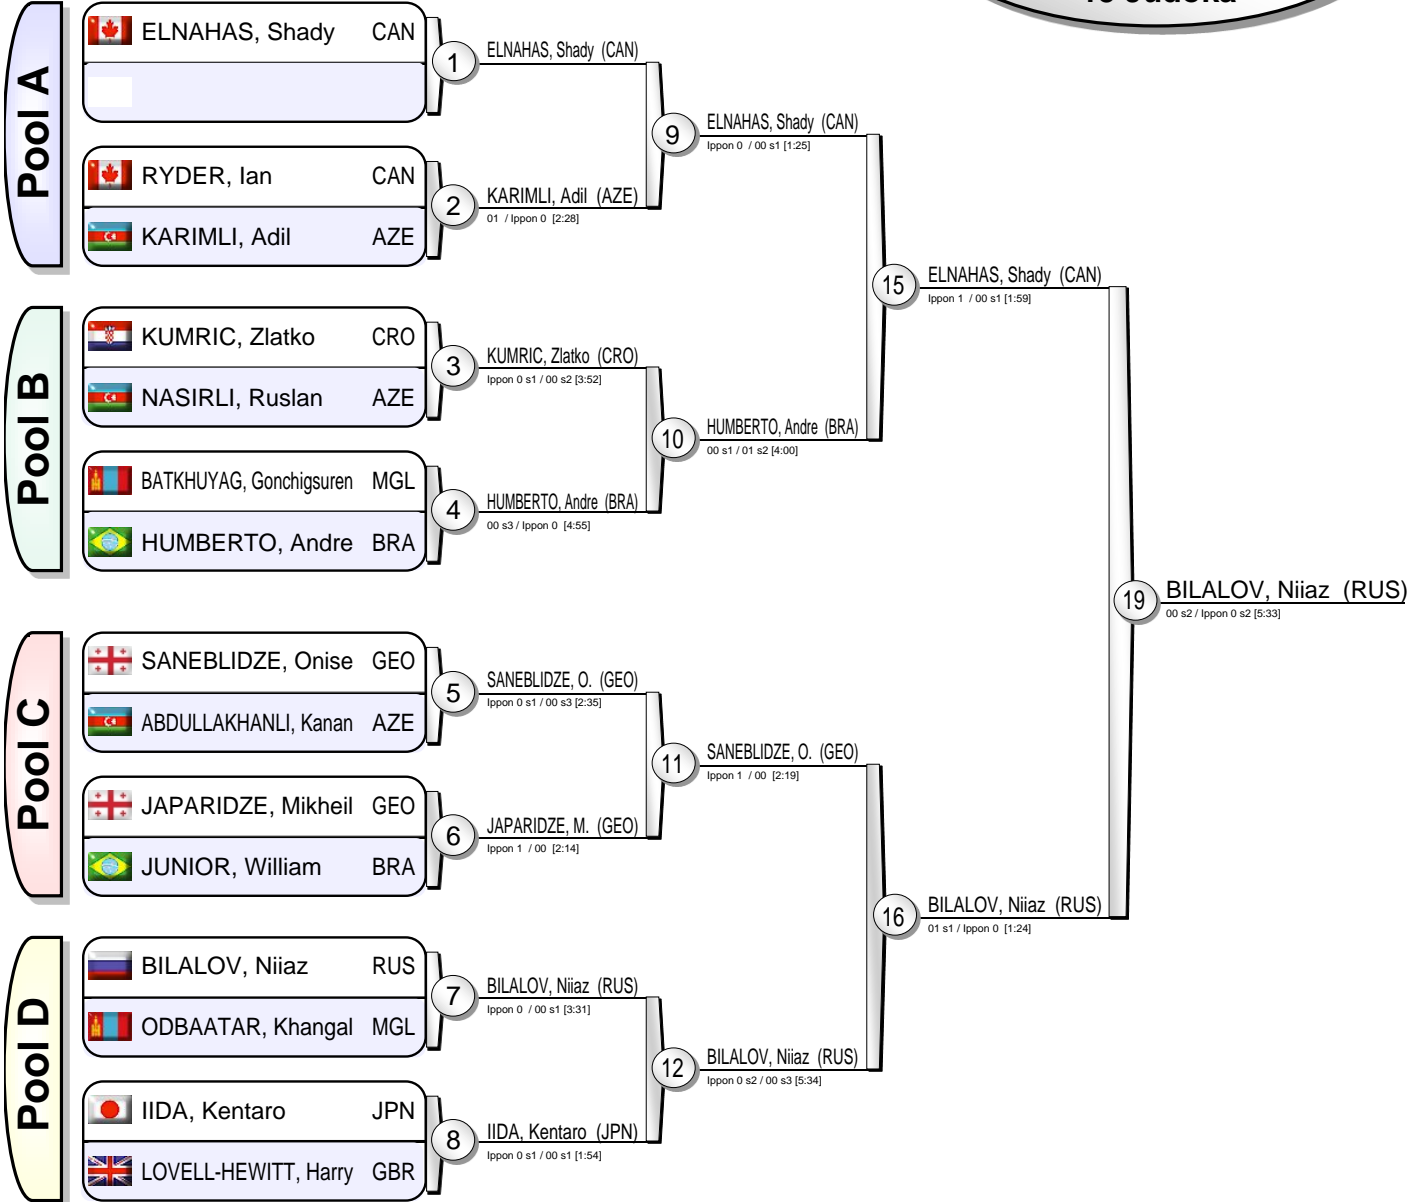 15 Judoka
Pool A
ELNAHAS, Shady CAN
RYDER, Ian CAN
KARIMLI, Adil AZE
Pool B
KUMRIC, Zlatko CRO
NASIRLI, Ruslan AZE
BATKHUYAG, Gonchigsuren MGL
HUMBERTO, Andre BRA
Pool C
SANEBLIDZE, Onise GEO
ABDULLAKHANLI, Kanan AZE
JAPARIDZE, Mikheil GEO
JUNIOR, William BRA
Pool D
BILALOV, Niiaz RUS
ODBAATAR, Khangal MGL
IIDA, Kentaro JPN
LOVELL-HEWITT, Harry GBR
1
ELNAHAS, Shady (CAN)
2
KARIMLI, Adil (AZE)
01 / Ippon 0 [2:28]
3
KUMRIC, Zlatko (CRO)
Ippon 0 s1 / 00 s2 [3:52]
4
HUMBERTO, Andre (BRA)
00 s3 / Ippon 0 [4:55]
5
SANEBLIDZE, O. (GEO)
Ippon 0 s1 / 00 s3 [2:35]
6
JAPARIDZE, M. (GEO)
Ippon 1 / 00 [2:14]
7
BILALOV, Niiaz (RUS)
Ippon 0 / 00 s1 [3:31]
8
IIDA, Kentaro (JPN)
Ippon 0 s1 / 00 s1 [1:54]
9
ELNAHAS, Shady (CAN)
Ippon 0 / 00 s1 [1:25]
10
HUMBERTO, Andre (BRA)
00 s1 / 01 s2 [4:00]
11
SANEBLIDZE, O. (GEO)
Ippon 1 / 00 [2:19]
12
BILALOV, Niiaz (RUS)
Ippon 0 s2 / 00 s3 [5:34]
15
ELNAHAS, Shady (CAN)
Ippon 1 / 00 s1 [1:59]
16
BILALOV, Niiaz (RUS)
01 s1 / Ippon 0 [1:24]
19
BILALOV, Niiaz (RUS)
00 s2 / Ippon 0 s2 [5:33]